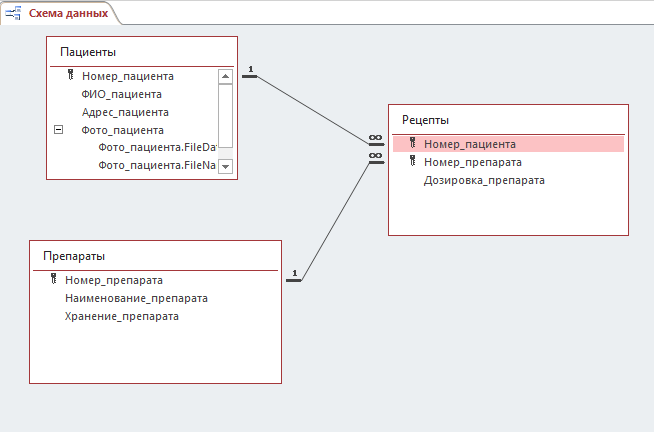 Схема данных
Пациенты
Номер_пациента
ФИО_пациента
Адрес_пациента
Фото_пациента
Фото_пациента.FileDat
Фото_пациента.FileNa
1
∞
∞
Рецепты
Номер_пациента
Номер_препарата
Дозировка_препарата
Препараты
Номер_препарата
Наименование_препарата
Хранение_препарата
1